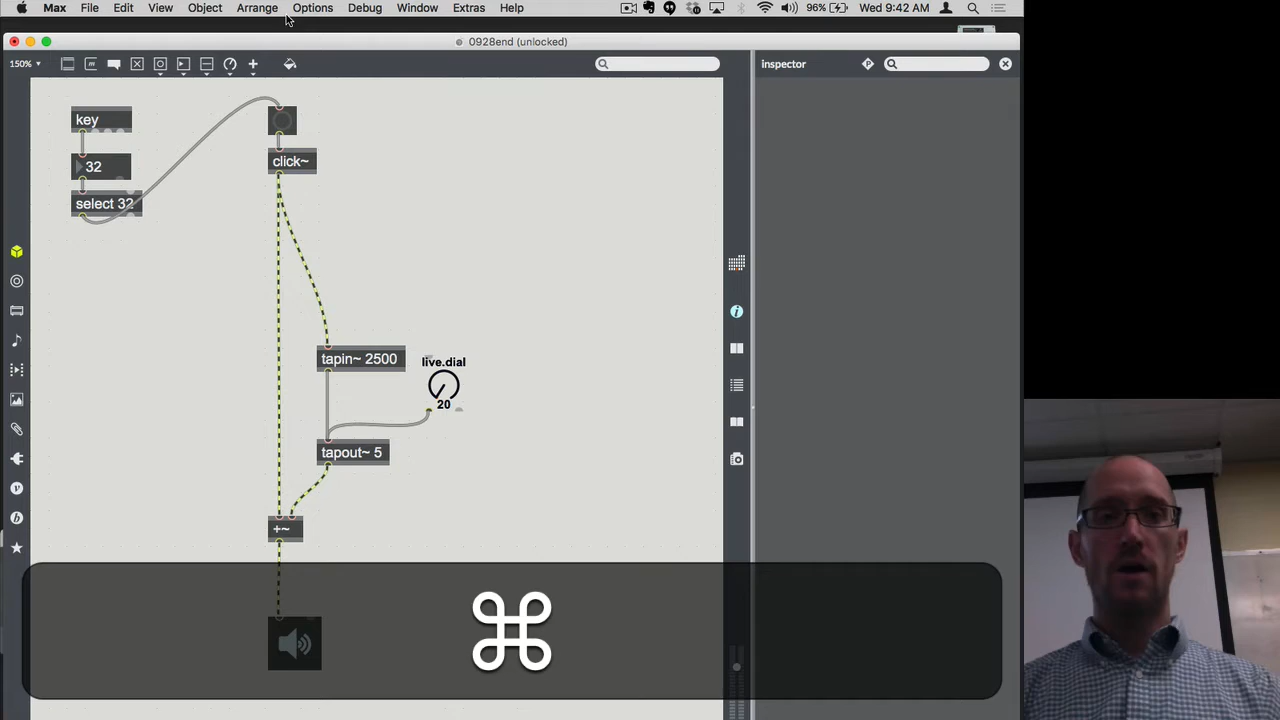 Max File Edit View Object Arrange Options Debug Window Extras Help 96% Wed 9:42 AM
0928end (unlocked)
150%
inspector
key
32
select 32
click~
tapin~ 2500
live.dial
20
tapout~ 5
+~